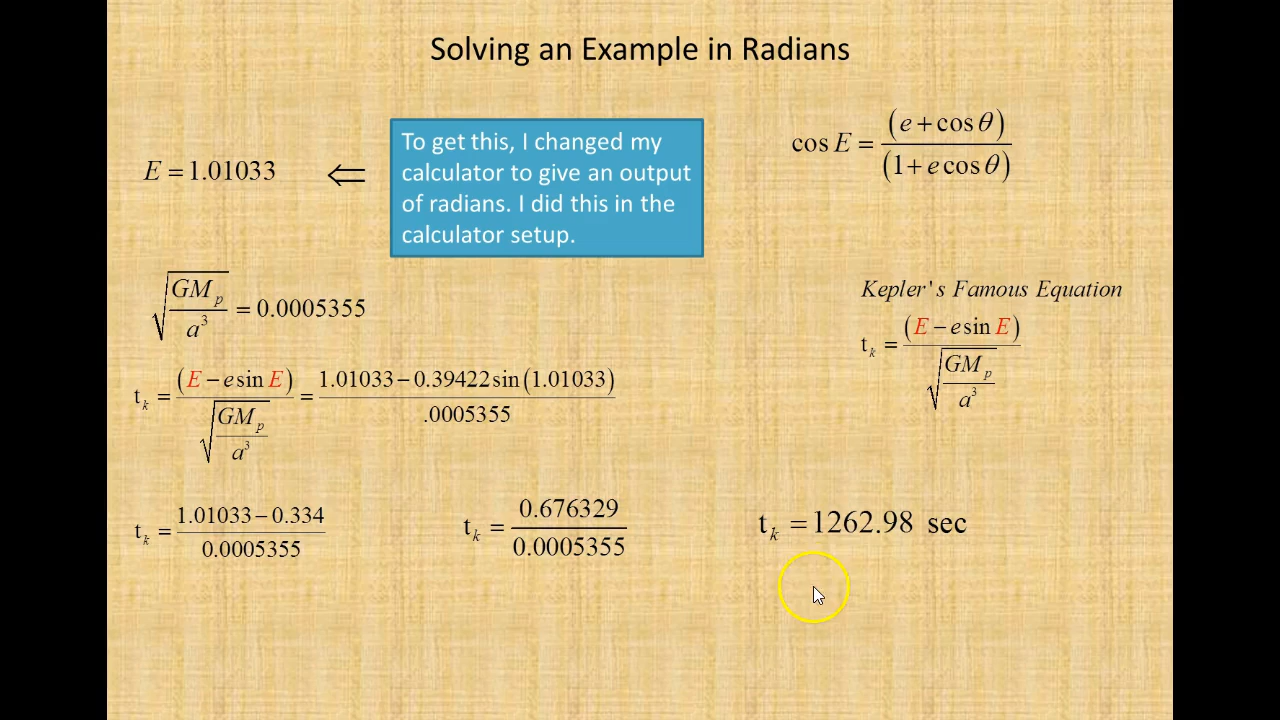 Solving an Example in Radians
E = 1.01033
⇐
To get this, I changed my
calculator to give an output
of radians. I did this in the
calculator setup.
cos E = (e + cos θ) / (1 + e cos θ)
√(GM_p / a³) = 0.0005355
Kepler's Famous Equation
t_k = (E − e sin E) / √(GM_p / a³)
t_k = (E − e sin E) / √(GM_p / a³) = 1.01033 − 0.39422 sin (1.01033) / .0005355
t_k = 1.01033 − 0.334 / 0.0005355
t_k = 0.676329 / 0.0005355
t_k = 1262.98 sec